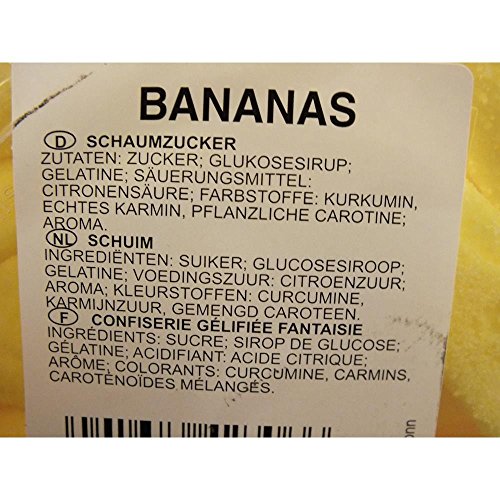 BANANAS
D SCHAUMZUCKER
ZUTATEN: ZUCKER; GLUKOSESIRUP;
GELATINE; SÄUERUNGSMITTEL:
CITRONENSÄURE; FARBSTOFFE: KURKUMIN,
ECHTES KARMIN, PFLANZLICHE CAROTINE;
AROMA.
NL SCHUIM
INGREDIËNTEN: SUIKER; GLUCOSESIROOP;
GELATINE; VOEDINGSZUUR: CITROENZUUR;
AROMA; KLEURSTOFFEN: CURCUMINE,
KARMIJNZUUR, GEMENGD CAROTEEN.
F CONFISERIE GÉLIFIÉE FANTAISIE
INGRÉDIENTS: SUCRE; SIROP DE GLUCOSE;
GÉLATINE; ACIDIFIANT: ACIDE CITRIQUE;
ARÔME; COLORANTS: CURCUMINE, CARMINS,
CAROTÈNOÏDES MÉLANGÉS.